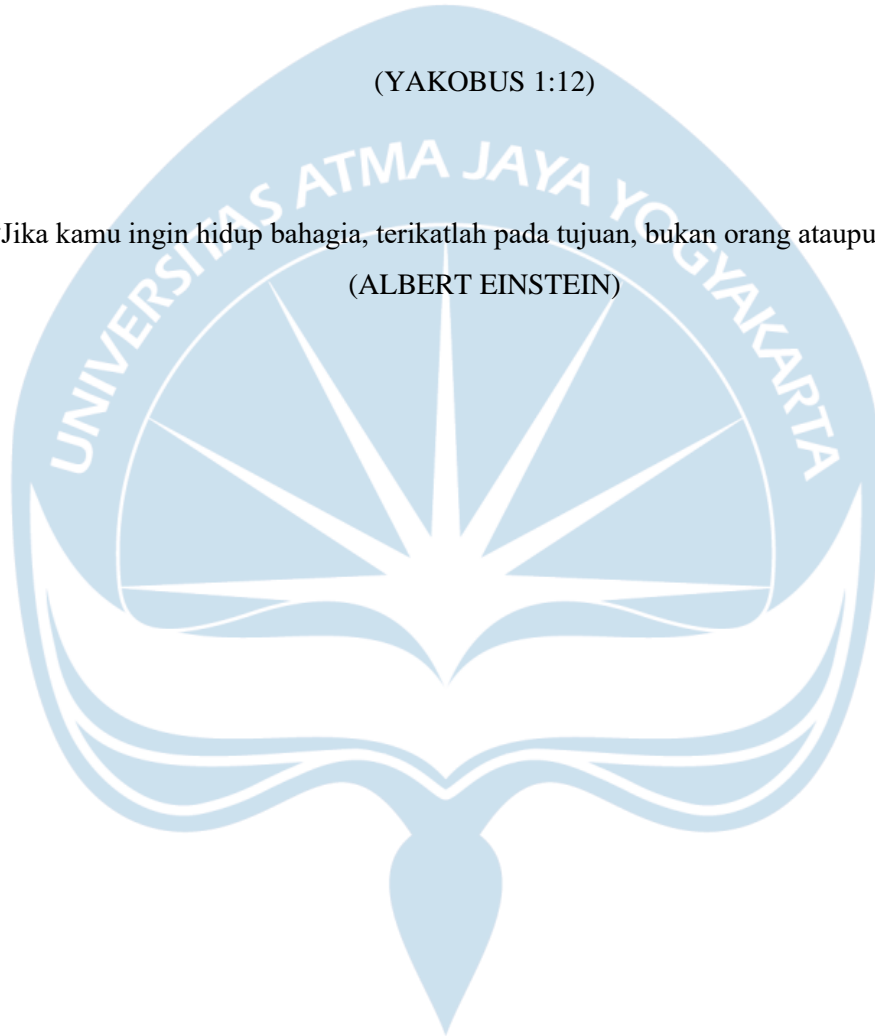 (YAKOBUS 1:12)
UNIVERSITAS ATMA JAYA YOGYAKARTA
Jika kamu ingin hidup bahagia, terikatlah pada tujuan, bukan orang
(ALBERT EINSTEIN)